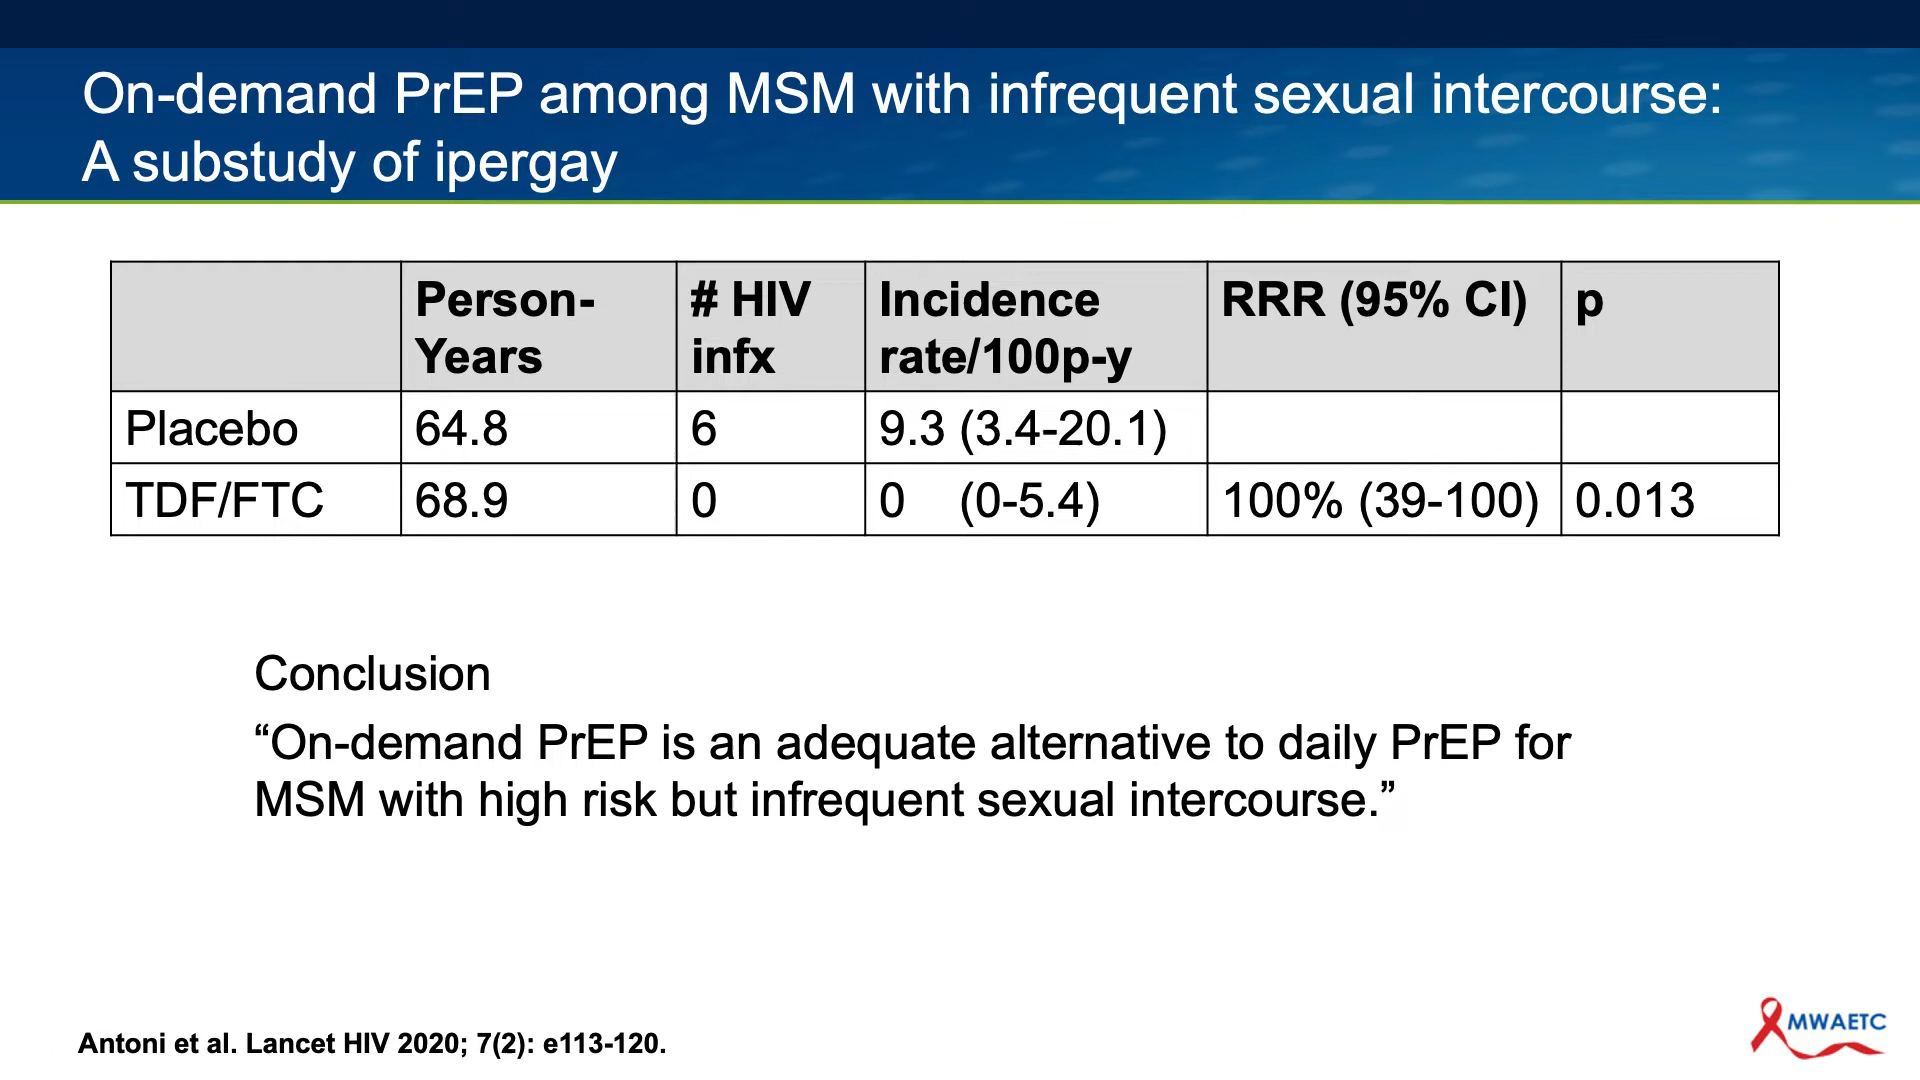 On-demand PrEP among MSM with infrequent sexual intercourse:
A substudy of ipergay
Person-Years # HIV infx Incidence rate/100p-y RRR (95% CI) p
Placebo 64.8 6 9.3 (3.4-20.1)
TDF/FTC 68.9 0 0 (0-5.4) 100% (39-100) 0.013
Conclusion
“On-demand PrEP is an adequate alternative to daily PrEP for
MSM with high risk but infrequent sexual intercourse.”
Antoni et al. Lancet HIV 2020; 7(2): e113-120.
MWAETC